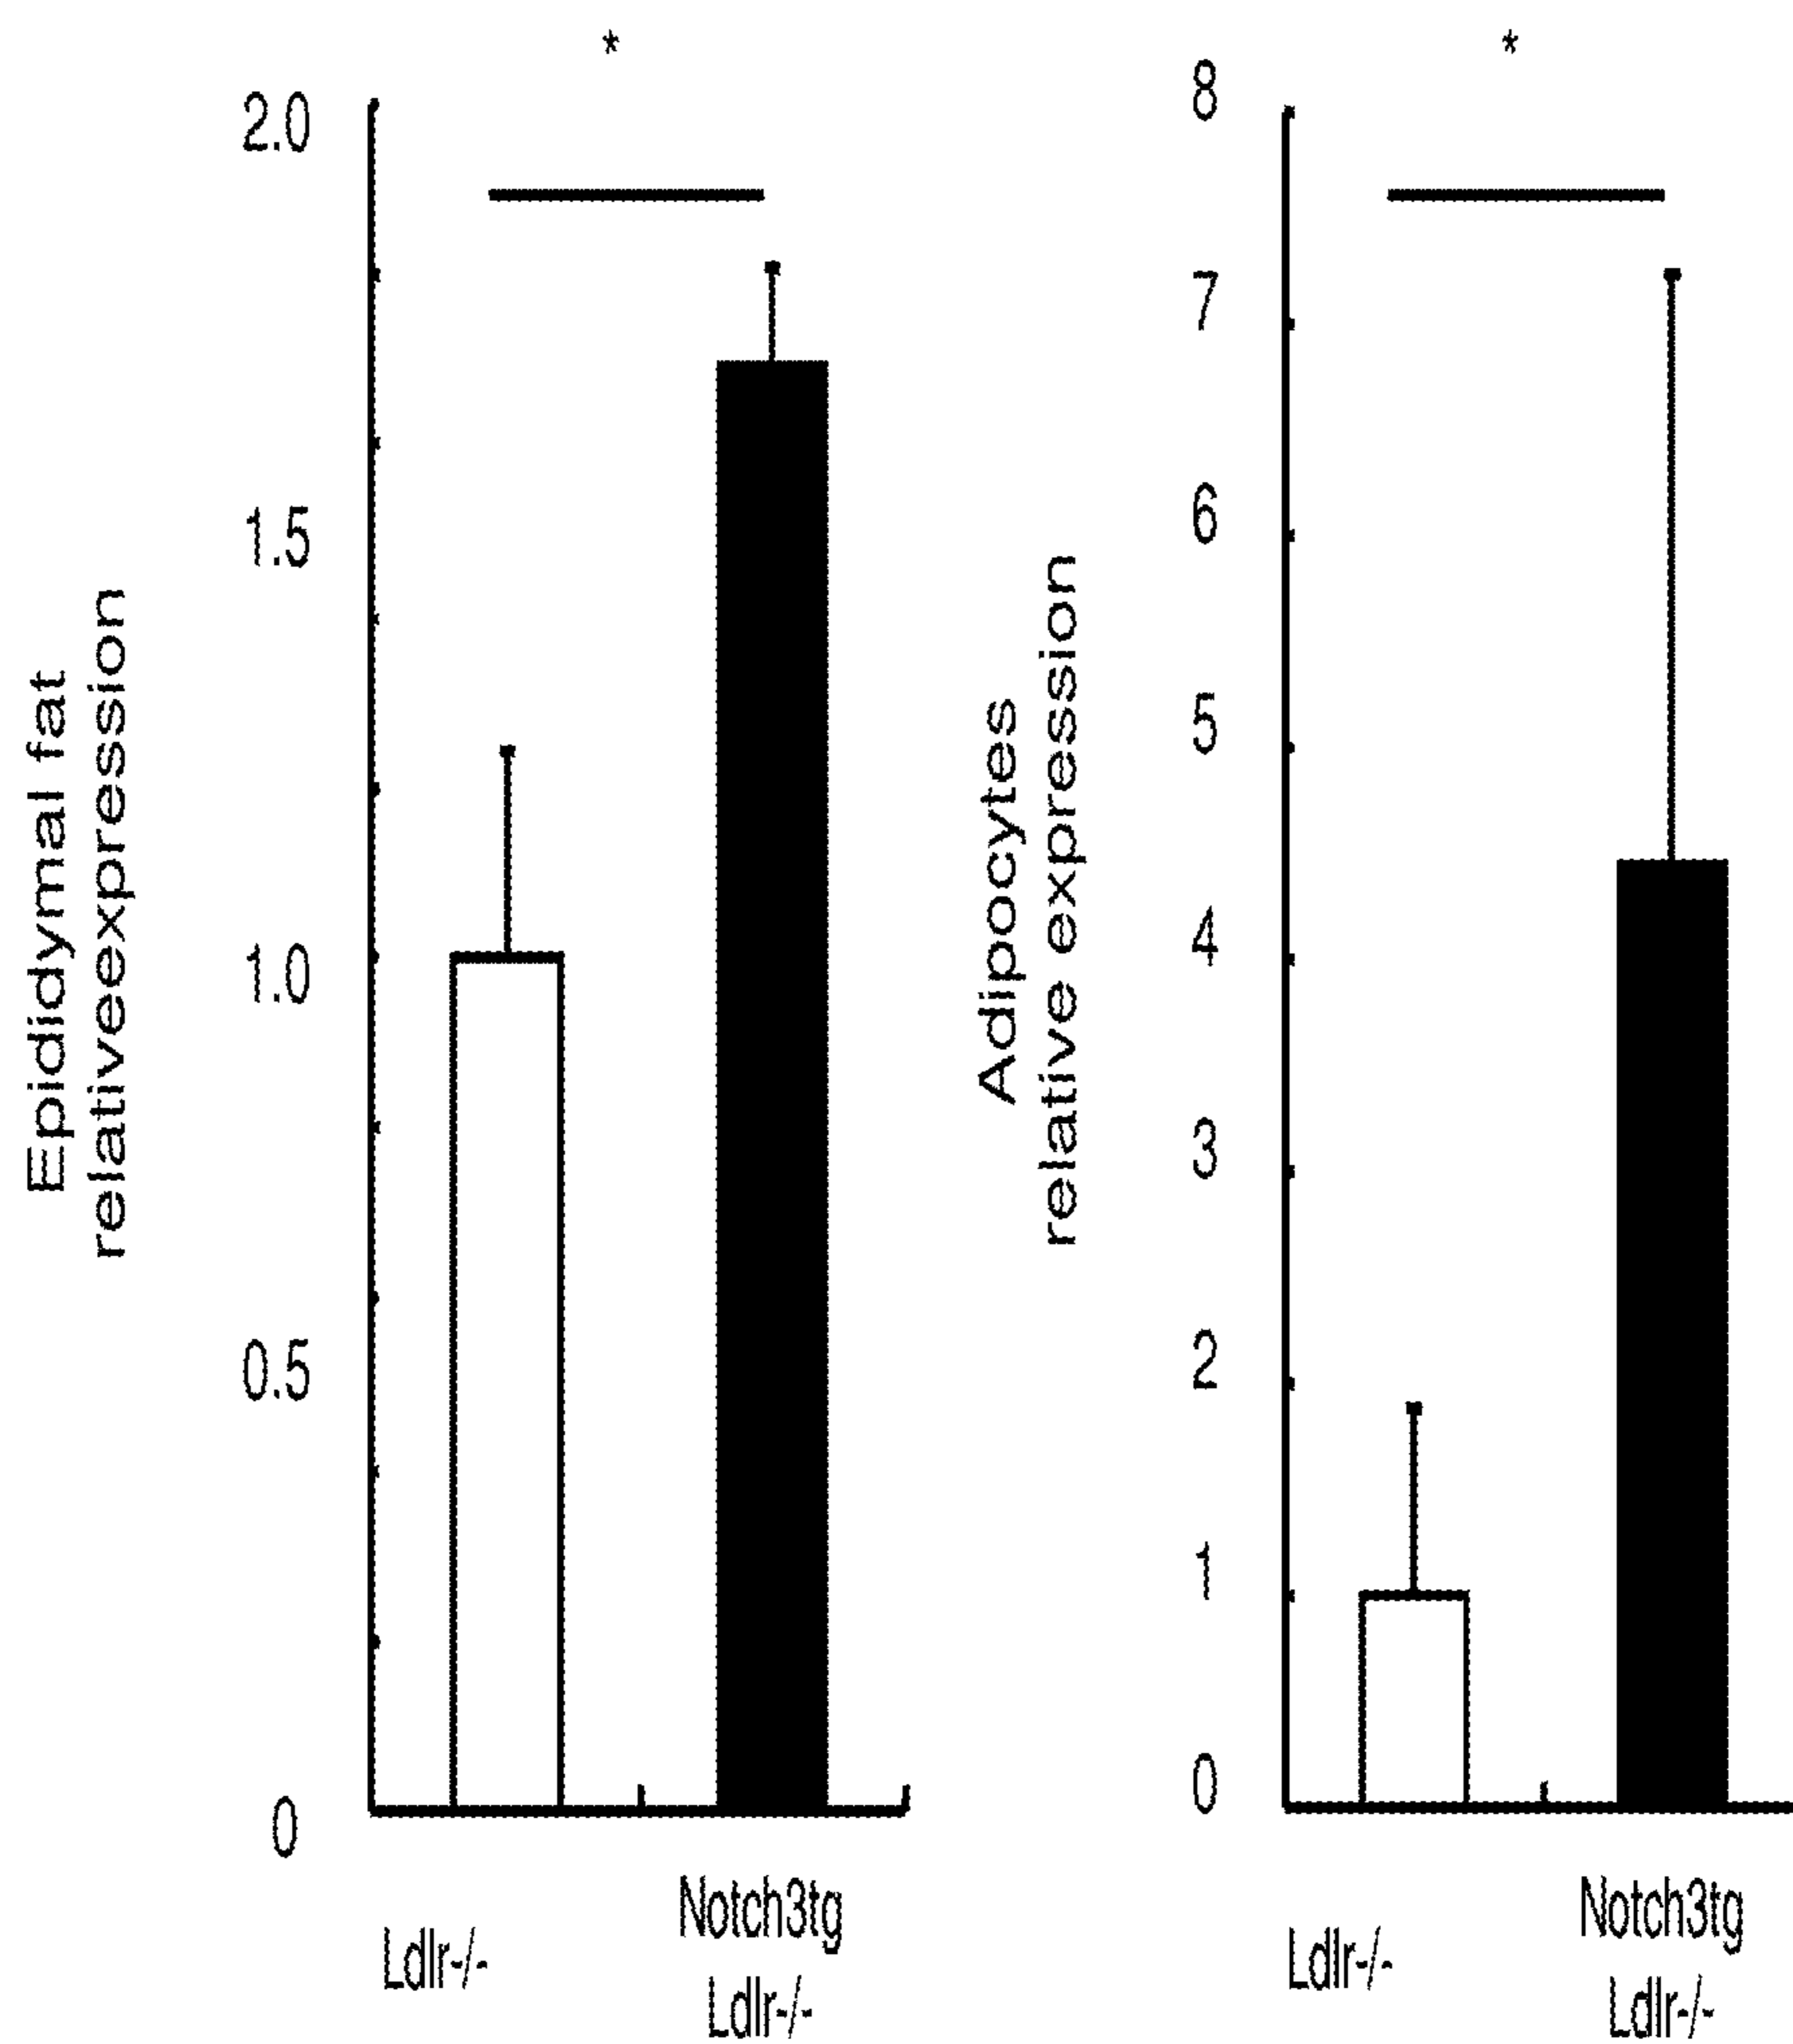 *
2.0
1.5
1.0
0.5
0
Epididymal fat
relativeexpression
Ldlr-/-
Notch3tg
Ldlr-/-
*
8
7
6
5
4
3
2
1
0
Adipocytes
relative expression
Ldlr-/-
Notch3tg
Ldlr-/-